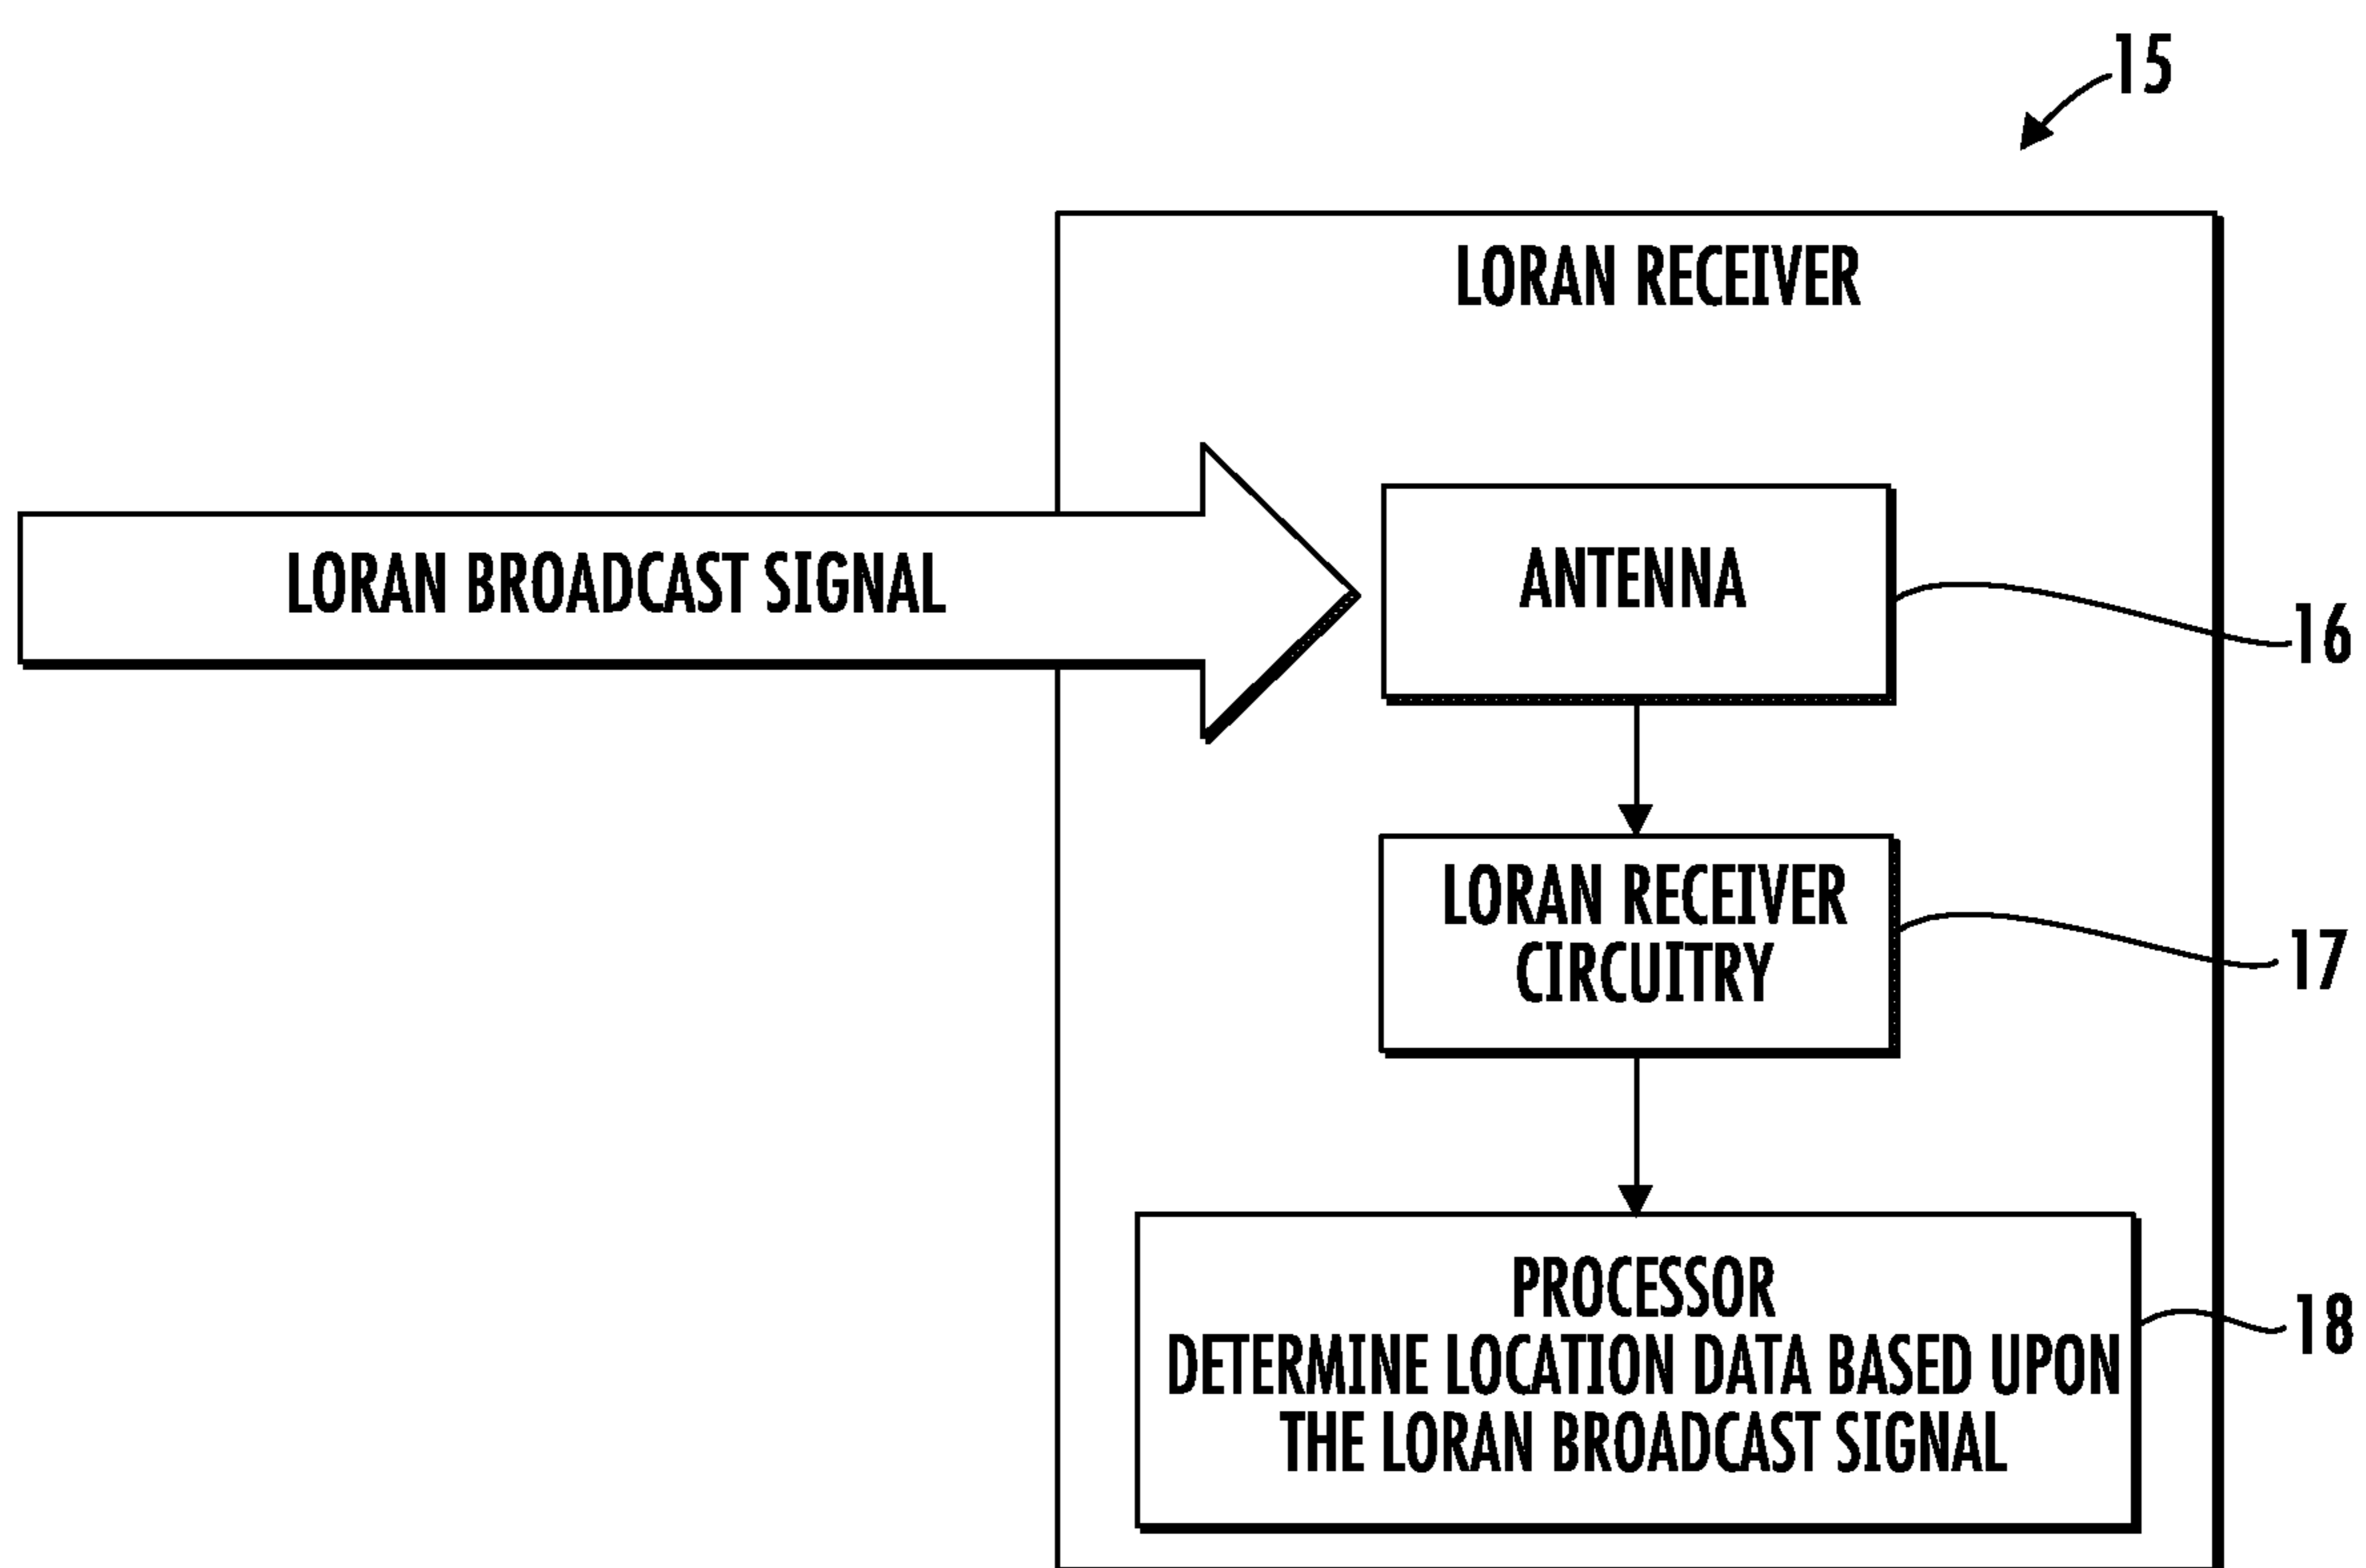 15
LORAN RECEIVER
LORAN BROADCAST SIGNAL
ANTENNA
16
LORAN RECEIVER
CIRCUITRY
17
PROCESSOR
DETERMINE LOCATION DATA BASED UPON
THE LORAN BROADCAST SIGNAL
18